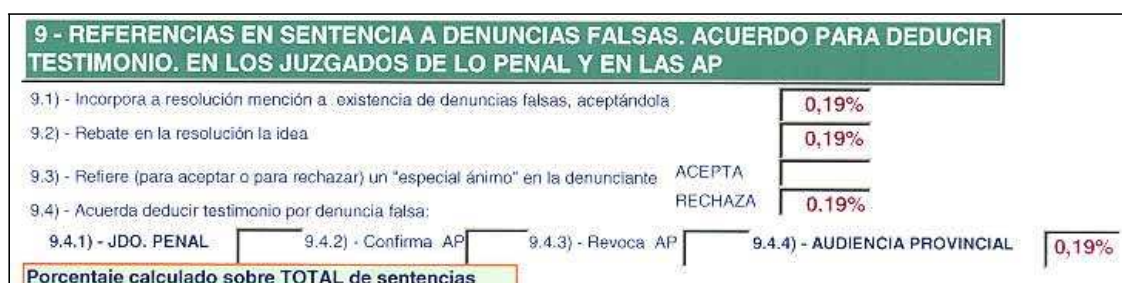 9 - REFERENCIAS EN SENTENCIA A DENUNCIAS FALSAS. ACUERDO PARA DEDUCIR
TESTIMONIO. EN LOS JUZGADOS DE LO PENAL Y EN LAS AP
9.1) - Incorpora a resolución mención a existencia de denuncias falsas, aceptándola 0,19%
9.2) - Rebate en la resolución la idea 0,19%
9.3) - Refiere (para aceptar o para rechazar) un "especial ánimo" en la denunciante ACEPTA
RECHAZA 0.19%
9.4) - Acuerda deducir testimonio por denuncia falsa:
9.4.1) - JDO. PENAL 9.4.2) - Confirma AP 9.4.3) - Revoca AP 9.4.4) - AUDIENCIA PROVINCIAL 0,19%
Porcentaje calculado sobre TOTAL de sentencias